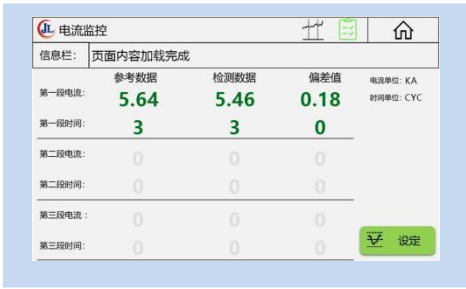 JL 电流监控
信息栏: 页面内容加载完成
参考数据 检测数据 偏差值 电流单位: KA
第一段电流: 5.64 5.46 0.18 时间单位: CYC
第一段时间: 3 3 0
第二段电流: 0 0 0
第二段时间: 0 0 0
第三段电流: 0 0 0
第三段时间: 0 0 0
设定